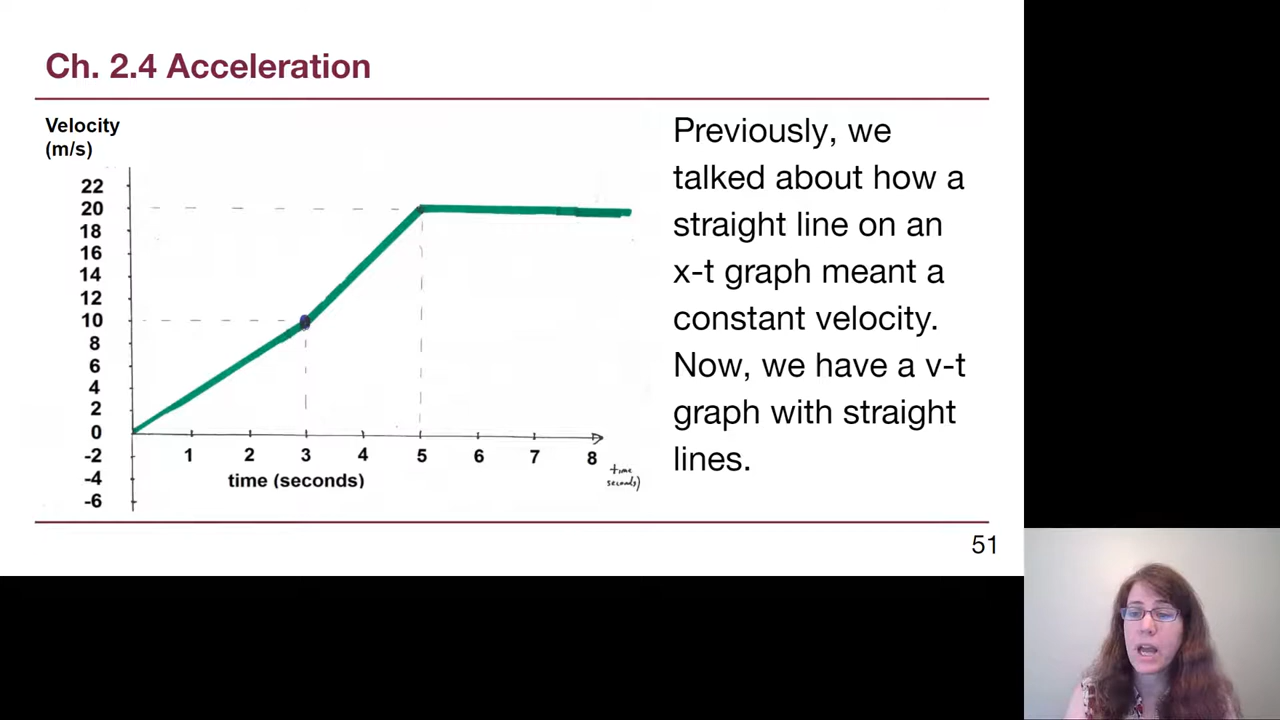 Ch. 2.4 Acceleration
Velocity
(m/s)
22
20
18
16
14
12
10
8
6
4
2
0
-2
-4
-6
1 2 3 4 5 6 7 8
time (seconds)
time
seconds)
Previously, we
talked about how a
straight line on an
x-t graph meant a
constant velocity.
Now, we have a v-t
graph with straight
lines.
51